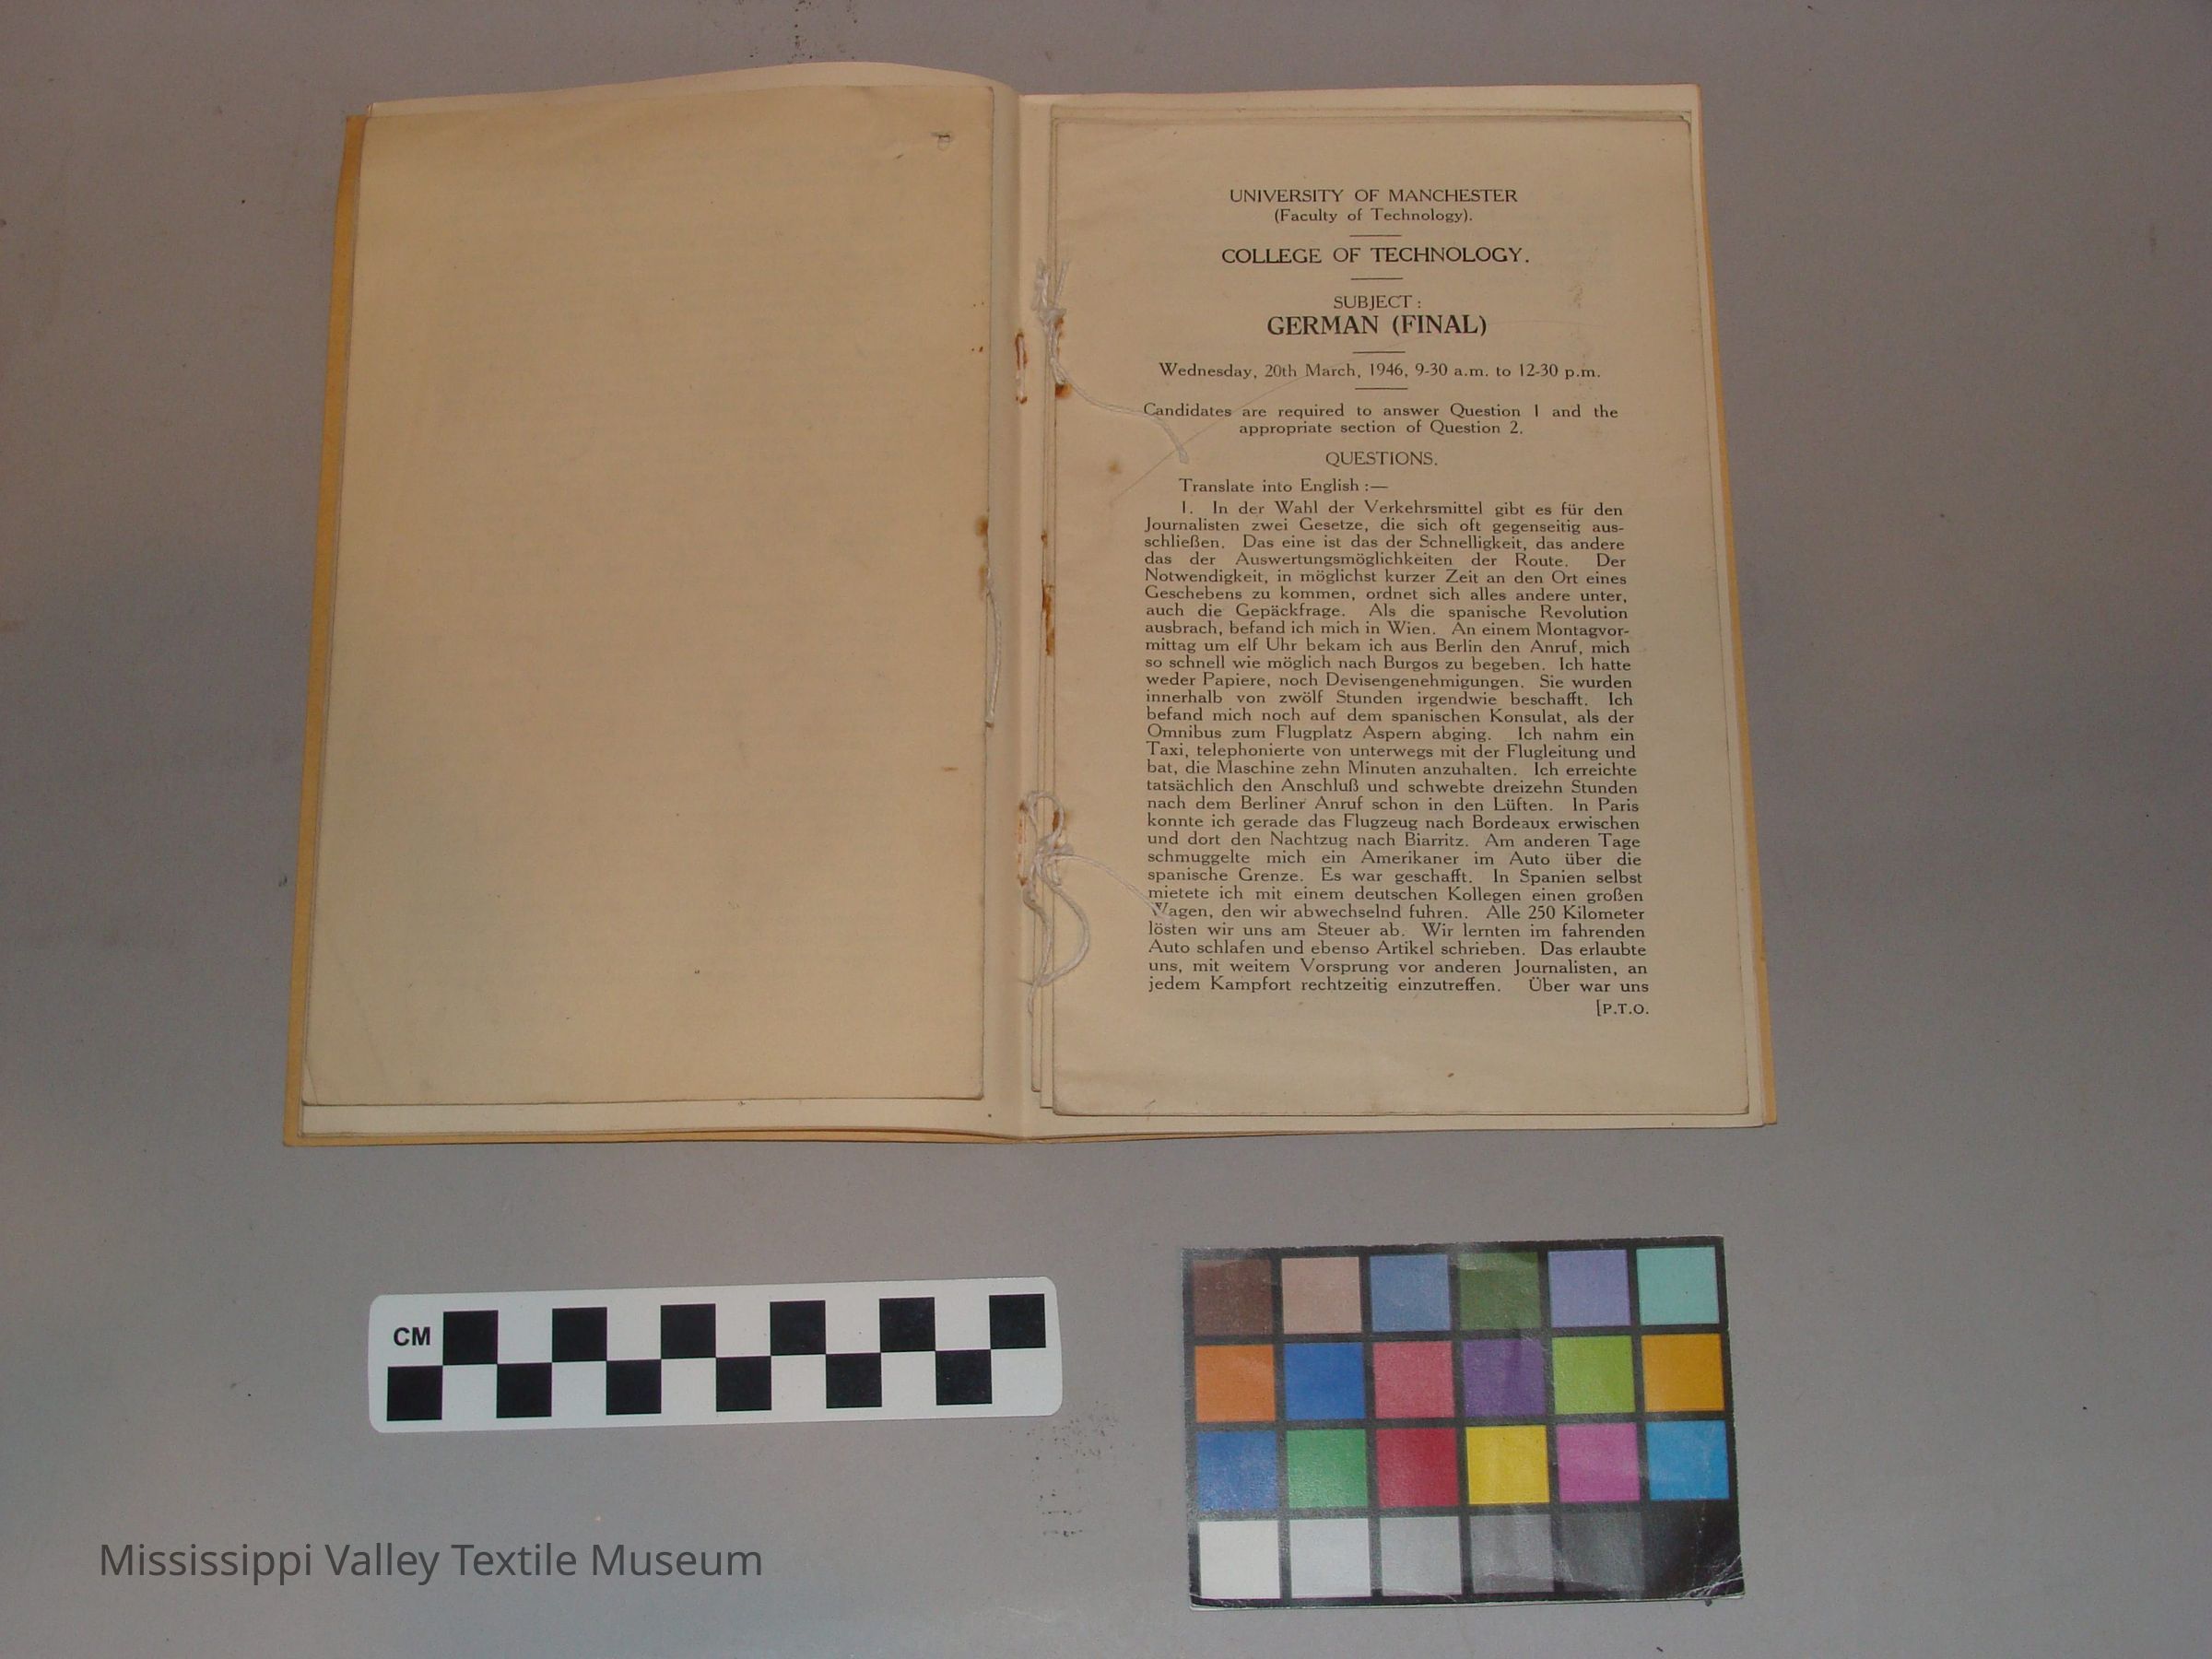 UNIVERSITY OF MANCHESTER
(Faculty of Technology).
COLLEGE OF TECHNOLOGY.
SUBJECT :
GERMAN (FINAL)
Wednesday, 20th March, 1946, 9-30 a.m. to 12-30 p.m.
Candidates are required to answer Question 1 and the
appropriate section of Question 2.
QUESTIONS.
Translate into English :—
1. In der Wahl der Verkehrsmittel gibt es für den
Journalisten zwei Gesetze, die sich oft gegenseitig aus-
schließen. Das eine ist das der Schnelligkeit, das andere
das der Auswertungsmöglichkeiten der Route. Der
Notwendigkeit, in möglichst kurzer Zeit an den Ort eines
Geschebens zu kommen, ordnet sich alles andere unter,
auch die Gepäckfrage. Als die spanische Revolution
ausbrach, befand ich mich in Wien. An einem Montagvor-
mittag um elf Uhr bekam ich aus Berlin den Anruf, mich
so schnell wie möglich nach Burgos zu begeben. Ich hatte
weder Papiere, noch Devisengenehmigungen. Sie wurden
innerhalb von zwölf Stunden irgendwie beschafft. Ich
befand mich noch auf dem spanischen Konsulat, als der
Omnibus zum Flugplatz Aspern abging. Ich nahm ein
Taxi, telephonierte von unterwegs mit der Flugleitung und
bat, die Maschine zehn Minuten anzuhalten. Ich erreichte
tatsächlich den Anschluß und schwebte dreizehn Stunden
nach dem Berliner Anruf schon in den Lüften. In Paris
konnte ich gerade das Flugzeug nach Bordeaux erwischen
und dort den Nachtzug nach Biarritz. Am anderen Tage
schmuggelte mich ein Amerikaner im Auto über die
spanische Grenze. Es war geschafft. In Spanien selbst
mietete ich mit einem deutschen Kollegen einen großen
Wagen, den wir abwechselnd fuhren. Alle 250 Kilometer
lösten wir uns am Steuer ab. Wir lernten im fahrenden
Auto schlafen und ebenso Artikel schrieben. Das erlaubte
uns, mit weitem Vorsprung vor anderen Journalisten, an
jedem Kampfort rechtzeitig einzutreffen. Über war uns
[P.T.O.
CM
Mississippi Valley Textile Museum